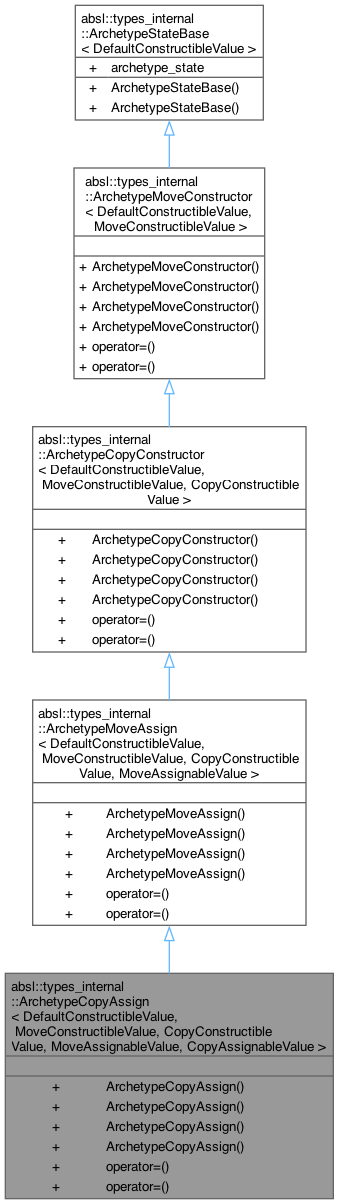 absl::types_internal
::ArchetypeStateBase
< DefaultConstructibleValue >
+ archetype_state
+ ArchetypeStateBase()
+ ArchetypeStateBase()
absl::types_internal
::ArchetypeMoveConstructor
< DefaultConstructibleValue,
MoveConstructibleValue >
+ ArchetypeMoveConstructor()
+ ArchetypeMoveConstructor()
+ ArchetypeMoveConstructor()
+ ArchetypeMoveConstructor()
+ operator=()
+ operator=()
absl::types_internal
::ArchetypeCopyConstructor
< DefaultConstructibleValue,
MoveConstructibleValue, CopyConstructible
Value >
+ ArchetypeCopyConstructor()
+ ArchetypeCopyConstructor()
+ ArchetypeCopyConstructor()
+ ArchetypeCopyConstructor()
+ operator=()
+ operator=()
absl::types_internal
::ArchetypeMoveAssign
< DefaultConstructibleValue,
MoveConstructibleValue, CopyConstructible
Value, MoveAssignableValue >
+ ArchetypeMoveAssign()
+ ArchetypeMoveAssign()
+ ArchetypeMoveAssign()
+ ArchetypeMoveAssign()
+ operator=()
+ operator=()
absl::types_internal
::ArchetypeCopyAssign
< DefaultConstructibleValue,
MoveConstructibleValue, CopyConstructible
Value, MoveAssignableValue, CopyAssignableValue >
+ ArchetypeCopyAssign()
+ ArchetypeCopyAssign()
+ ArchetypeCopyAssign()
+ ArchetypeCopyAssign()
+ operator=()
+ operator=()